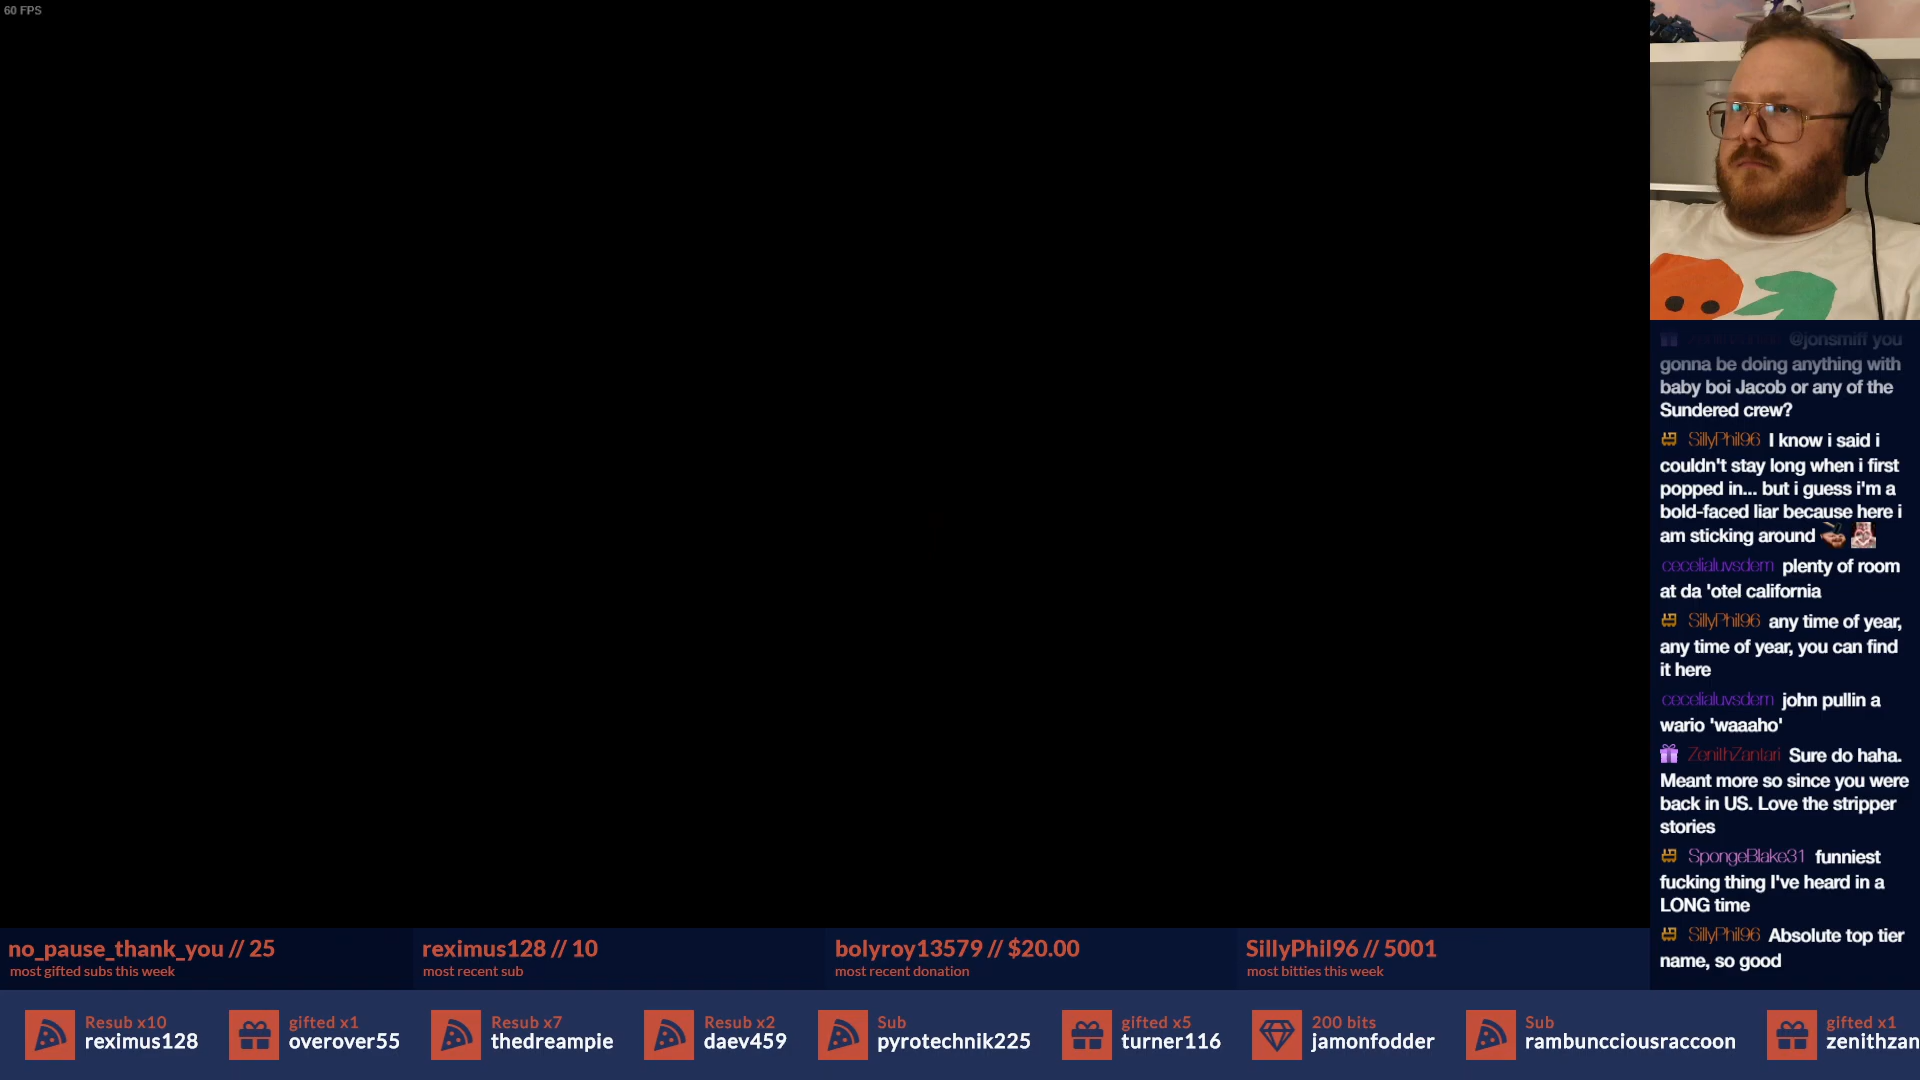 60 FPS
@jonsmiff you
gonna be doing anything with
baby boi Jacob or any of the
Sundered crew?
SillyPhil96 I know i said i
couldn't stay long when i first
popped in... but i guess i'm a
bold-faced liar because here i
am sticking around
cecelialuvsdem plenty of room
at da 'otel california
SillyPhil96 any time of year,
any time of year, you can find
it here
cecelialuvsdem john pullin a
wario 'waaaho'
ZenithZantari Sure do haha.
Meant more so since you were
back in US. Love the stripper
stories
SpongeBlake31 funniest
fucking thing I've heard in a
LONG time
SillyPhil96 Absolute top tier
name, so good
no_pause_thank_you // 25
most gifted subs this week
reximus128 // 10
most recent sub
bolyroy13579 // $20.00
most recent donation
SillyPhil96 // 5001
most bitties this week
Resub x10
reximus128
gifted x1
overover55
Resub x7
thedreampie
Resub x2
daev459
Sub
pyrotechnik225
gifted x5
turner116
200 bits
jamonfodder
Sub
rambuncciousraccoon
gifted x1
zenithzan